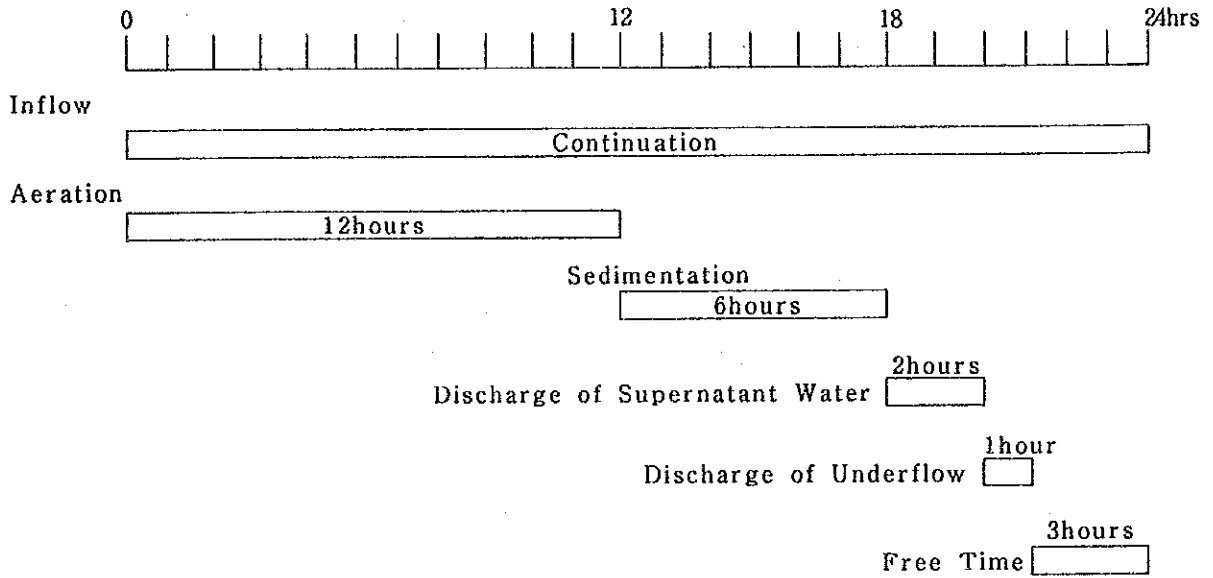 0 12 18 24hrs
Inflow
Continuation
Aeration
12hours
Sedimentation
6hours
2hours
Discharge of Supernatant Water
1hour
Discharge of Underflow
3hours
Free Time